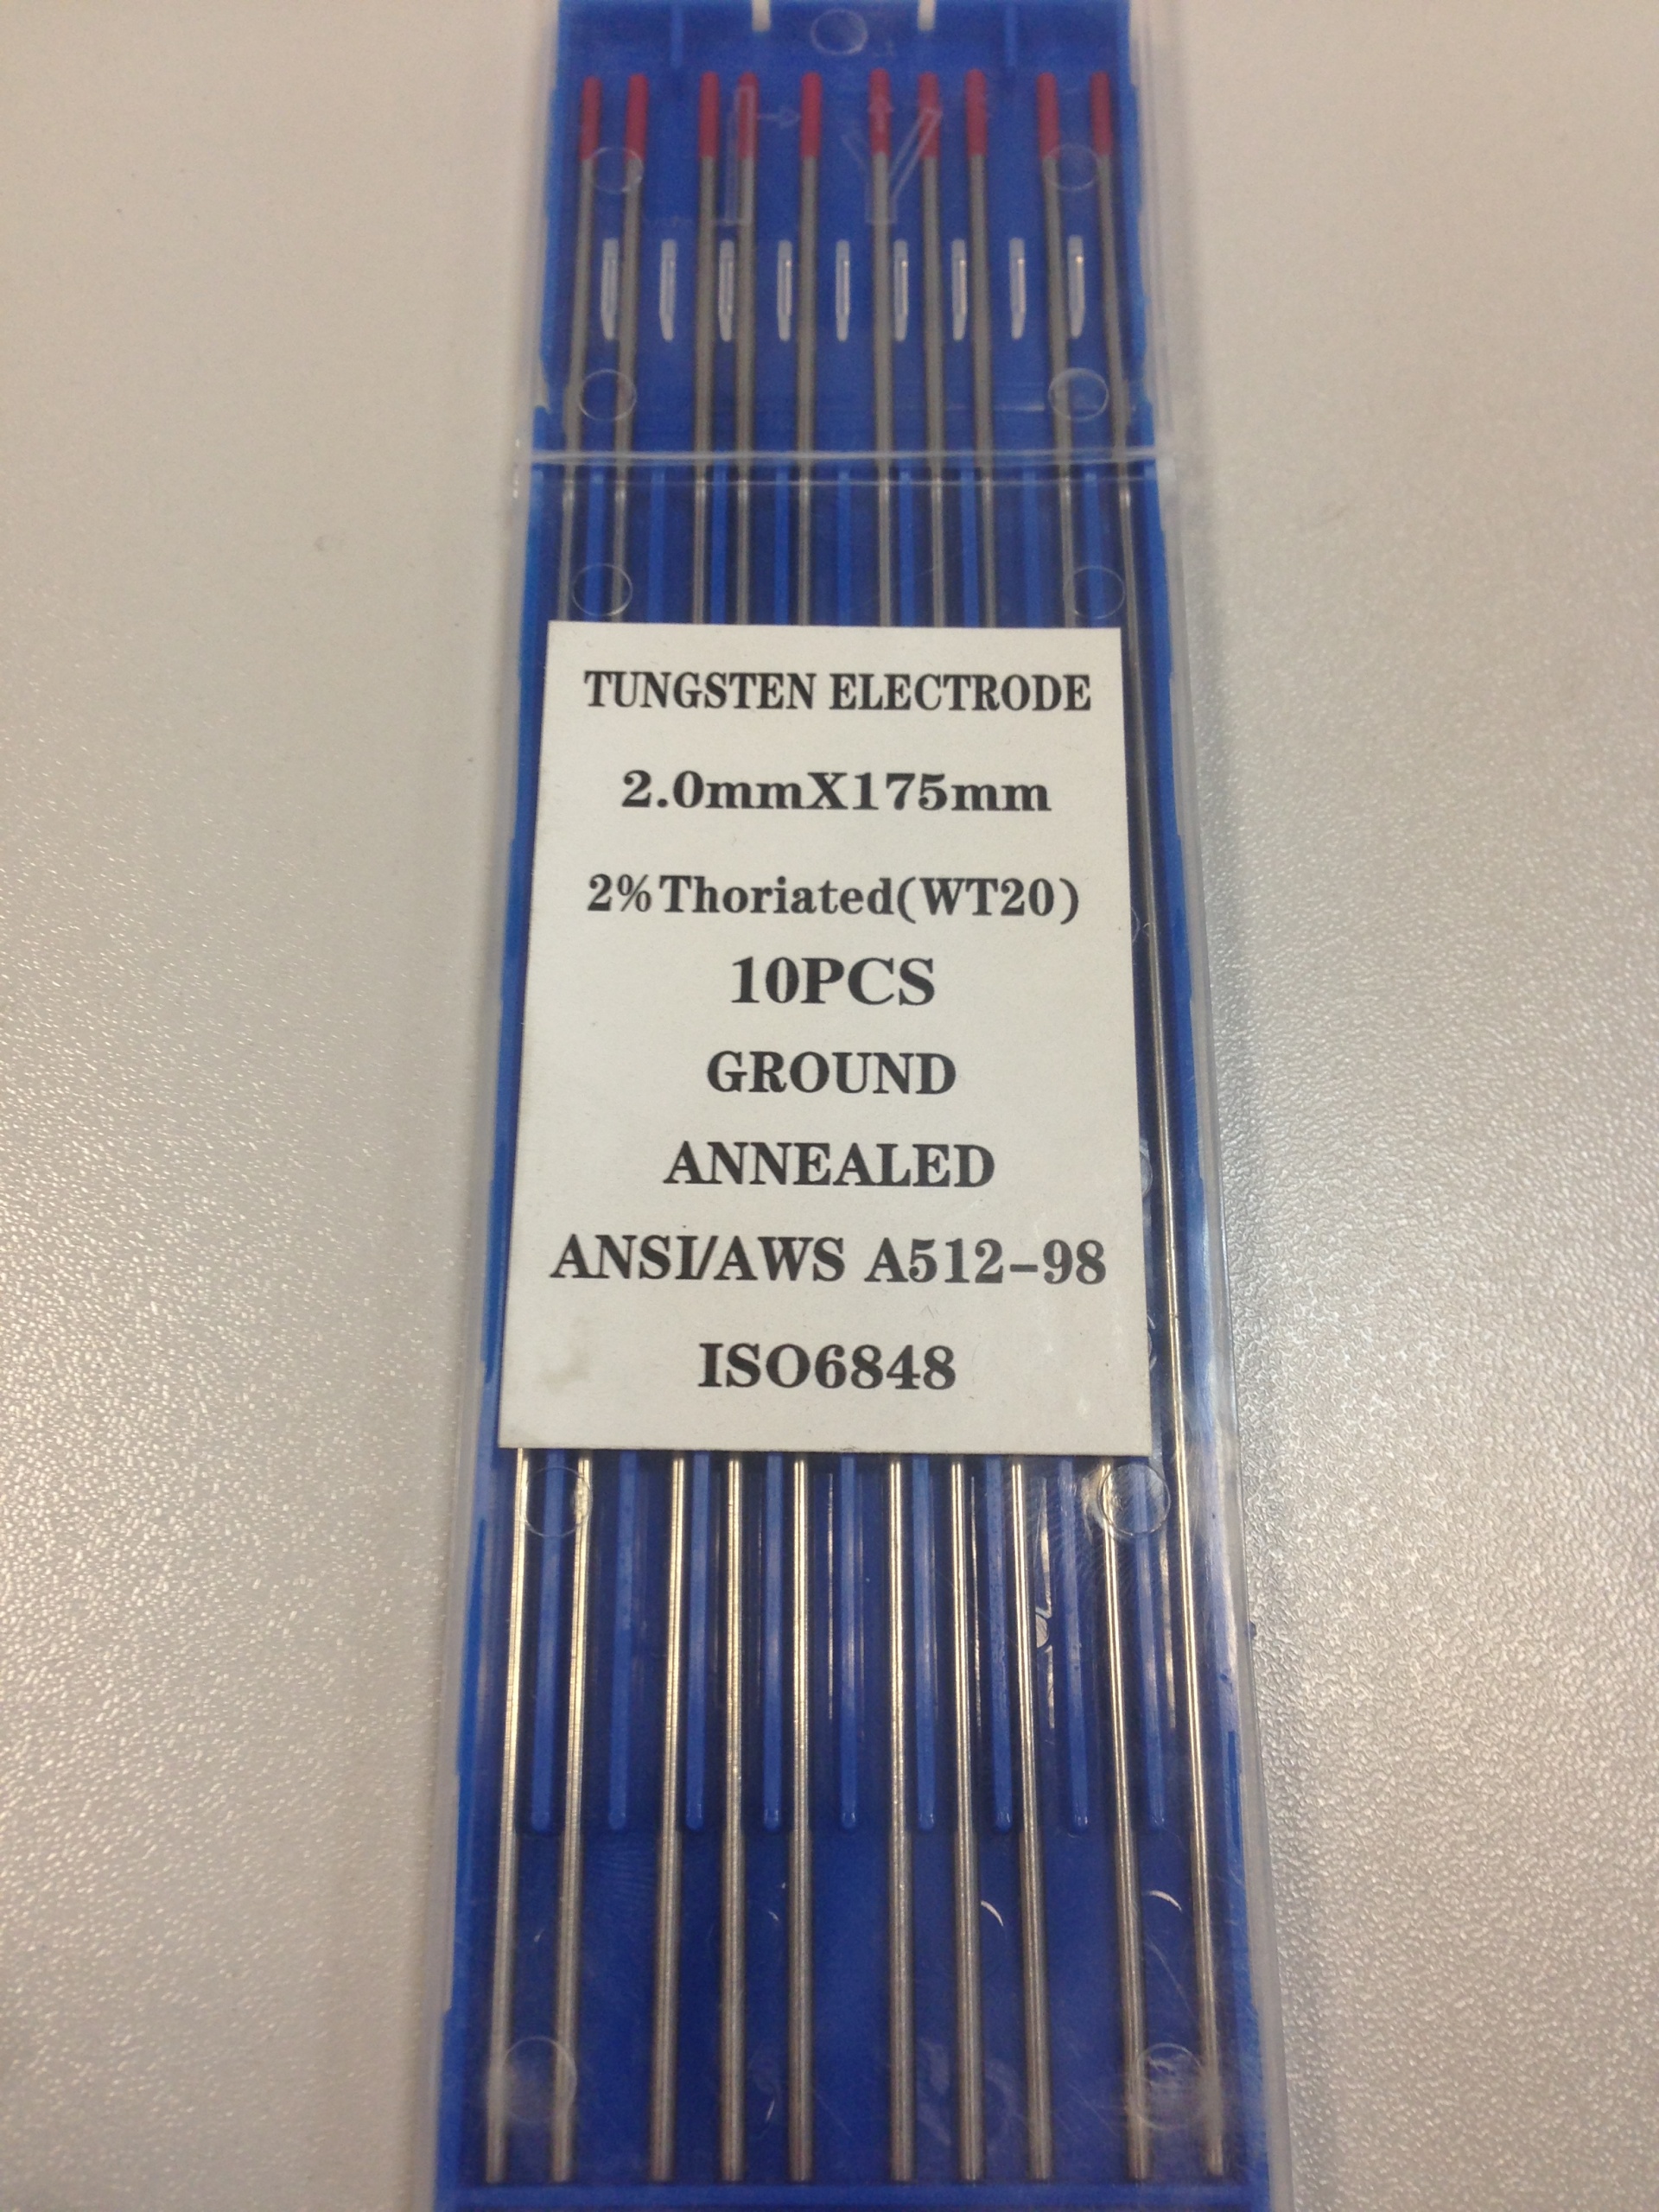 TUNGSTEN ELECTRODE
2.0mmX175mm
2%Thoriated(WT20)
10PCS
GROUND
ANNEALED
ANSI/AWS A512-98
ISO6848